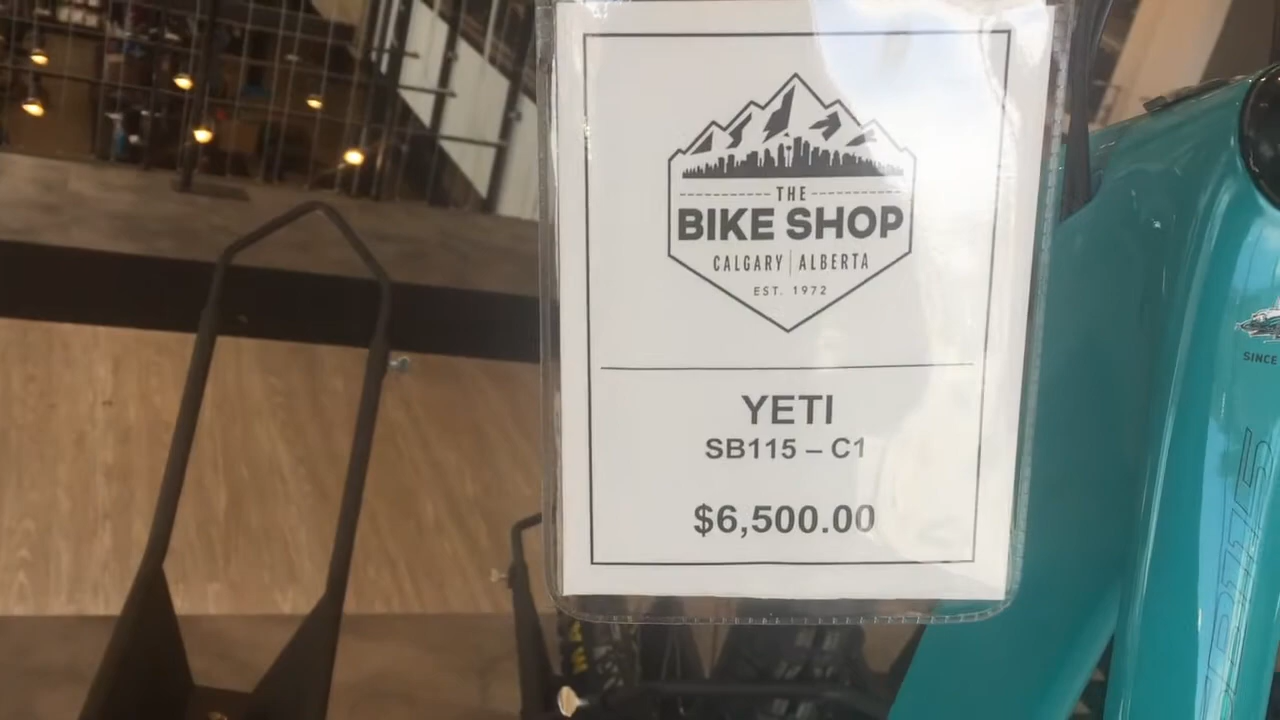 THE
BIKE SHOP
CALGARY | ALBERTA
EST. 1972
YETI
SB115 – C1
$6,500.00
SINCE